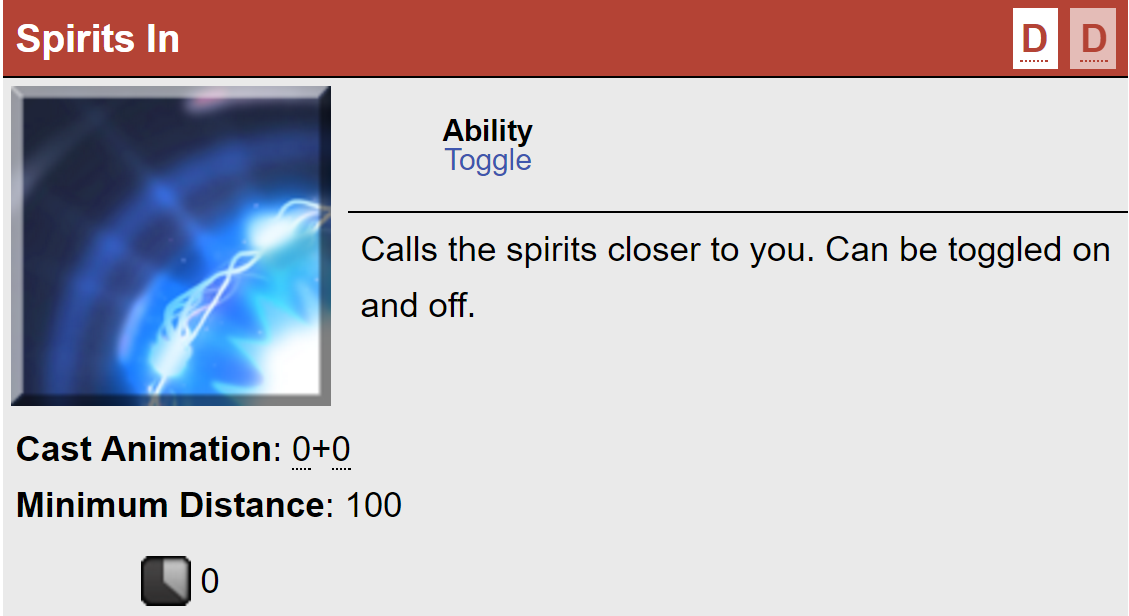 Spirits In
D D
Ability
Toggle
Calls the spirits closer to you. Can be toggled on
and off.
Cast Animation: 0+0
Minimum Distance: 100
0